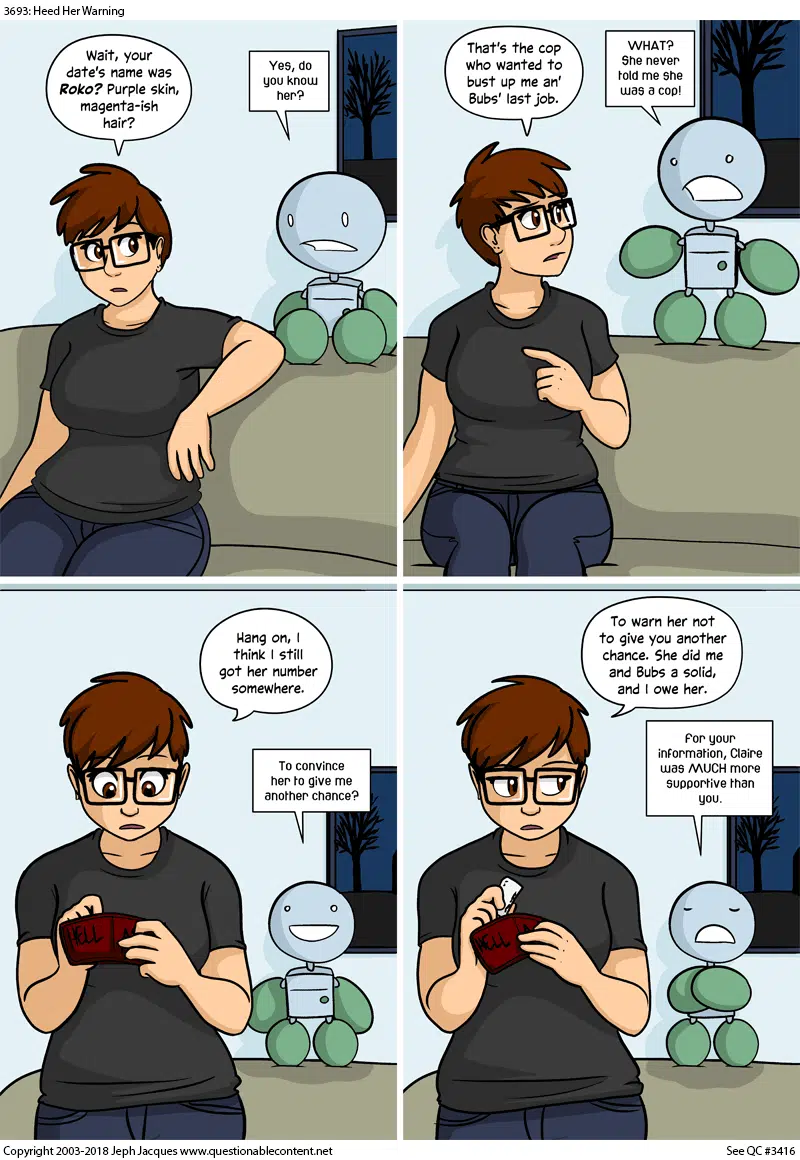 3693: Heed Her Warning
Wait, your
date's name was
Roko? Purple skin,
magenta-ish
hair?
Yes, do
you know
her?
That's the cop
who wanted to
bust up me an'
Bubs' last job.
WHAT?
She never
told me she
was a cop!
Hang on, I
think I still
got her number
somewhere.
To convince
her to give me
another chance?
HELL
To warn her not
to give you another
chance. She did me
and Bubs a solid,
and I owe her.
For your
information, Claire
was MUCH more
supportive than
you.
HELL
Copyright 2003-2018 Jeph Jacques www.questionablecontent.net
See QC #3416